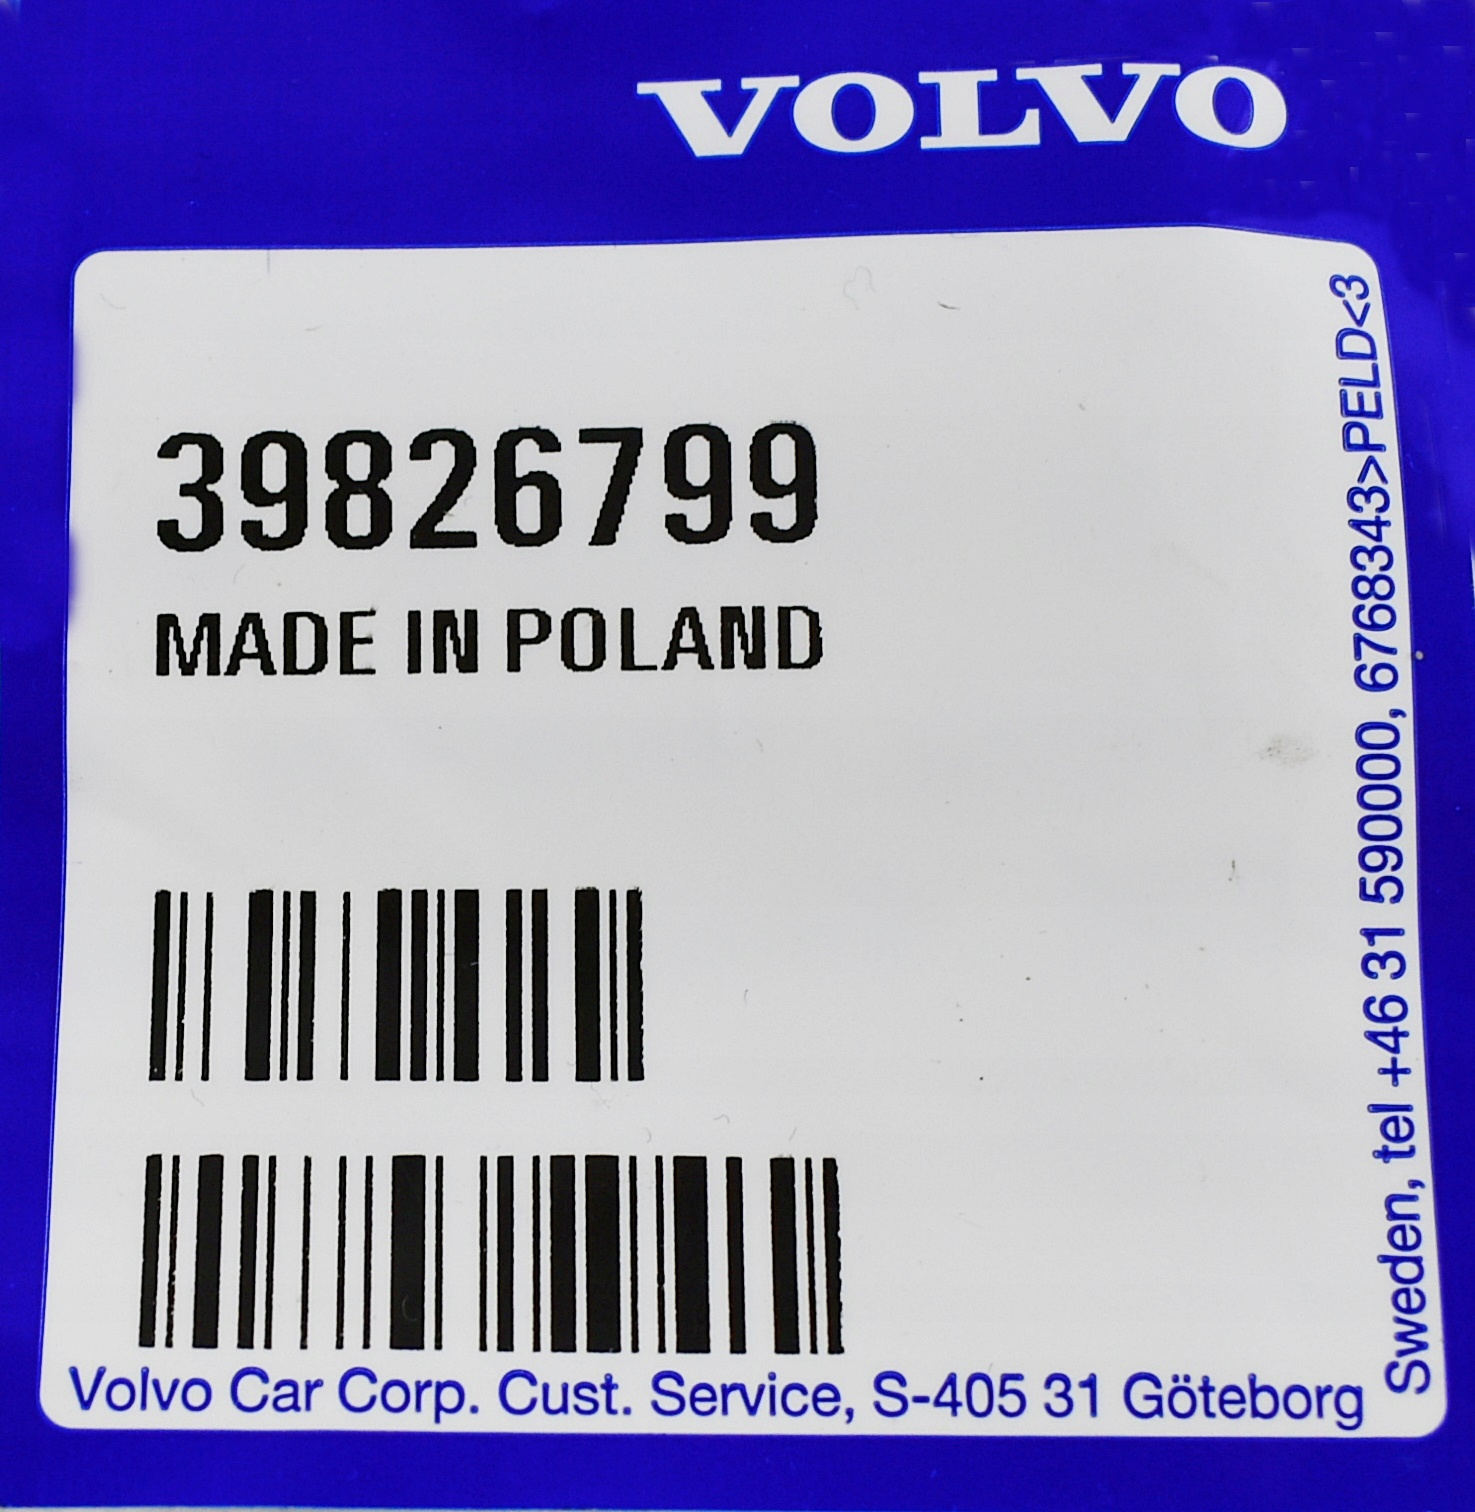 VOLVO
39826799
MADE IN POLAND
Volvo Car Corp. Cust. Service, S-405 31 Göteborg
Sweden, tel +46 31 590000, 6768343>PELD<3